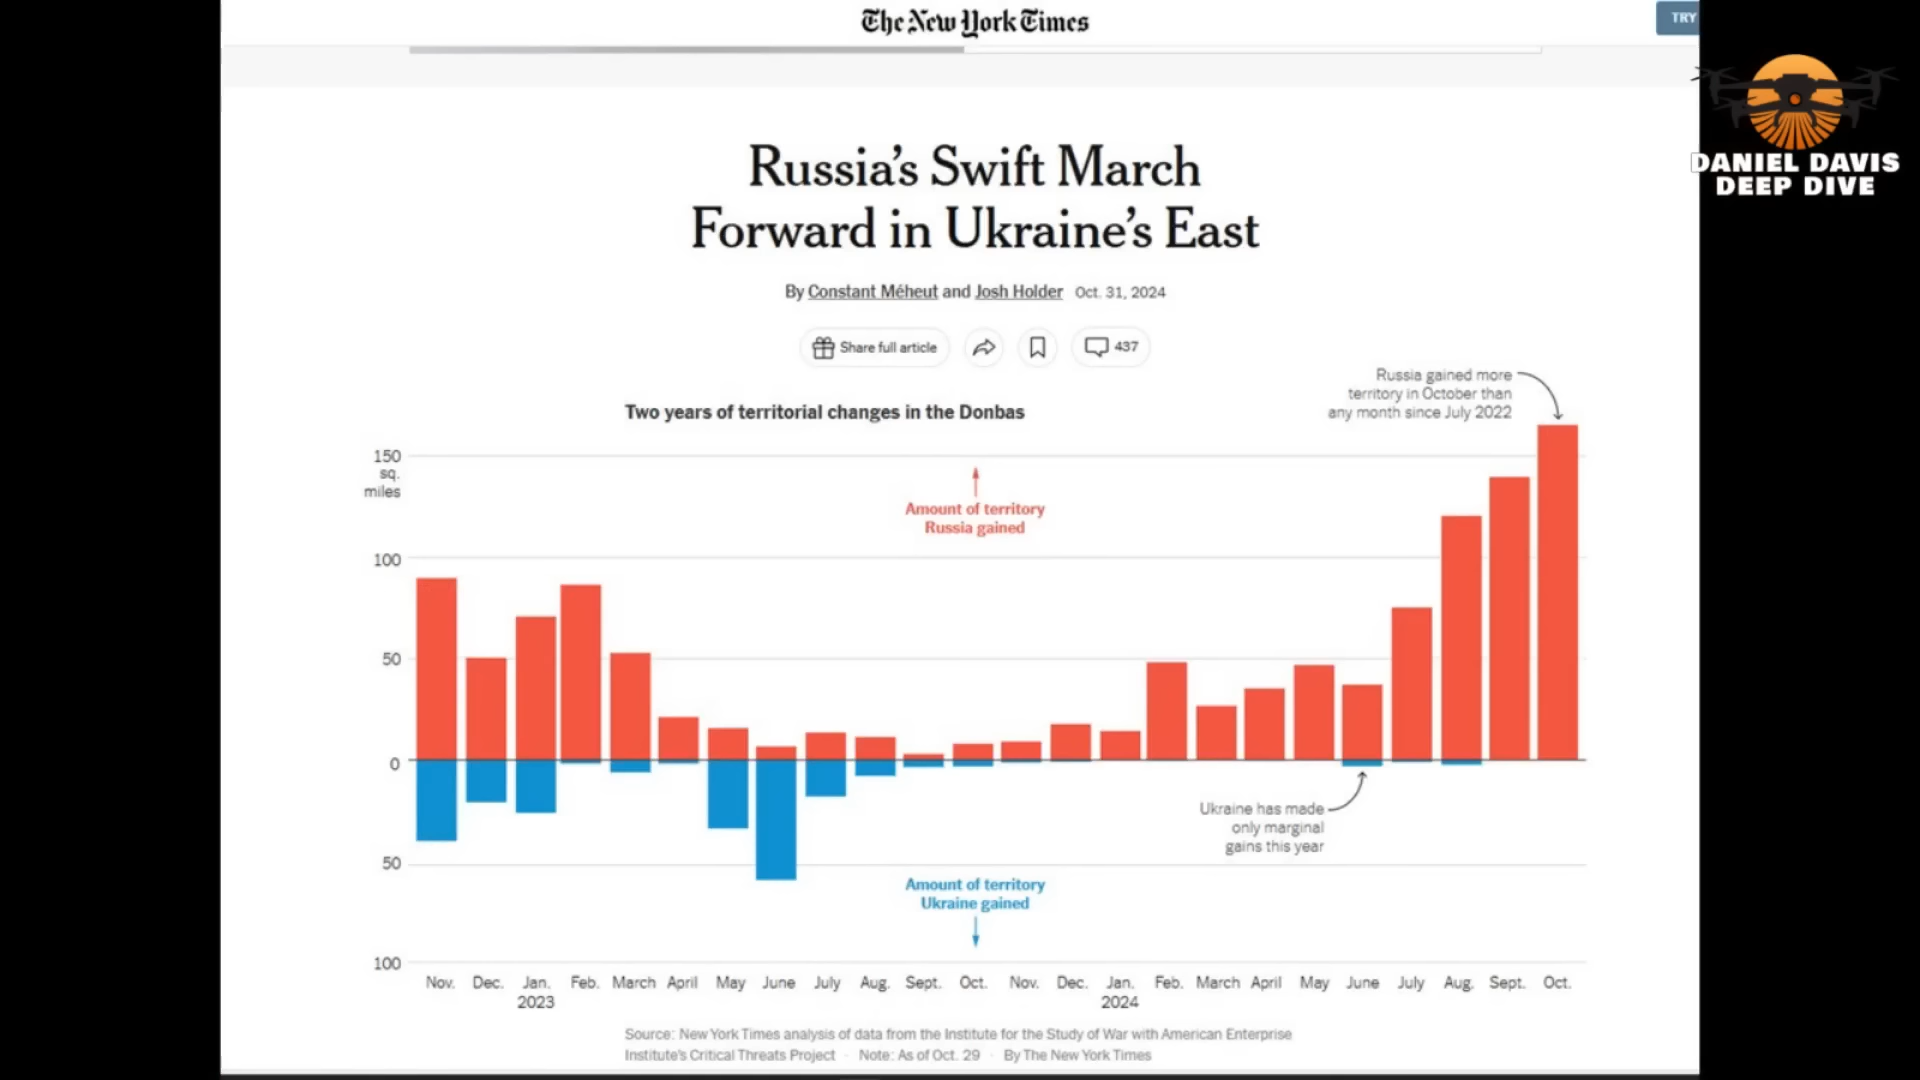 The New York Times
TRY
DANIEL DAVIS
DEEP DIVE
Russia's Swift March
Forward in Ukraine's East
By Constant Méheut and Josh Holder Oct. 31, 2024
Share full article
437
Russia gained more
territory in October than
any month since July 2022
Two years of territorial changes in the Donbas
150
sq.
miles
Amount of territory
Russia gained
100
50
0
Ukraine has made
only marginal
gains this year
50
Amount of territory
Ukraine gained
100
Nov. Dec. Jan. Feb. March April May June July Aug. Sept. Oct. Nov. Dec. Jan. Feb. March April May June July Aug. Sept. Oct.
2023 2024
Source: New York Times analysis of data from the Institute for the Study of War with American Enterprise
Institute's Critical Threats Project · Note: As of Oct. 29 · By The New York Times